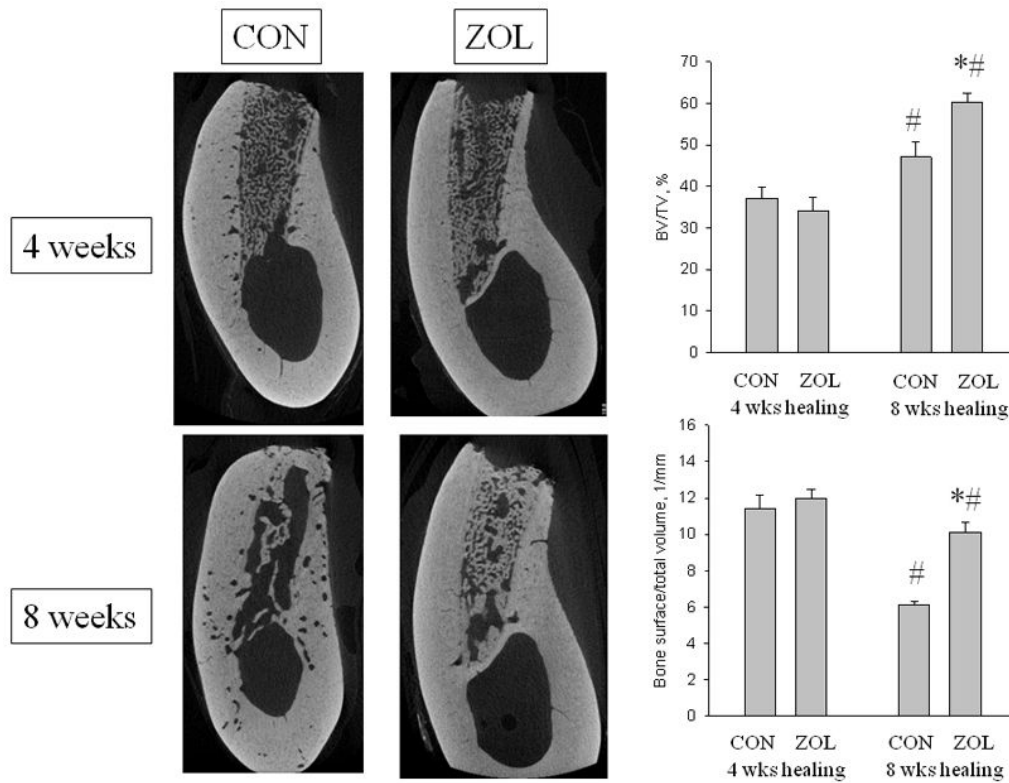 CON
ZOL
4 weeks
8 weeks
70
60
50
40
30
20
10
0
BV/TV, %
#
*#
CON ZOL CON ZOL
4 wks healing 8 wks healing
16
14
12
10
8
6
4
2
0
Bone surface/total volume, 1/mm
#
*#
CON ZOL CON ZOL
4 wks healing 8 wks healing